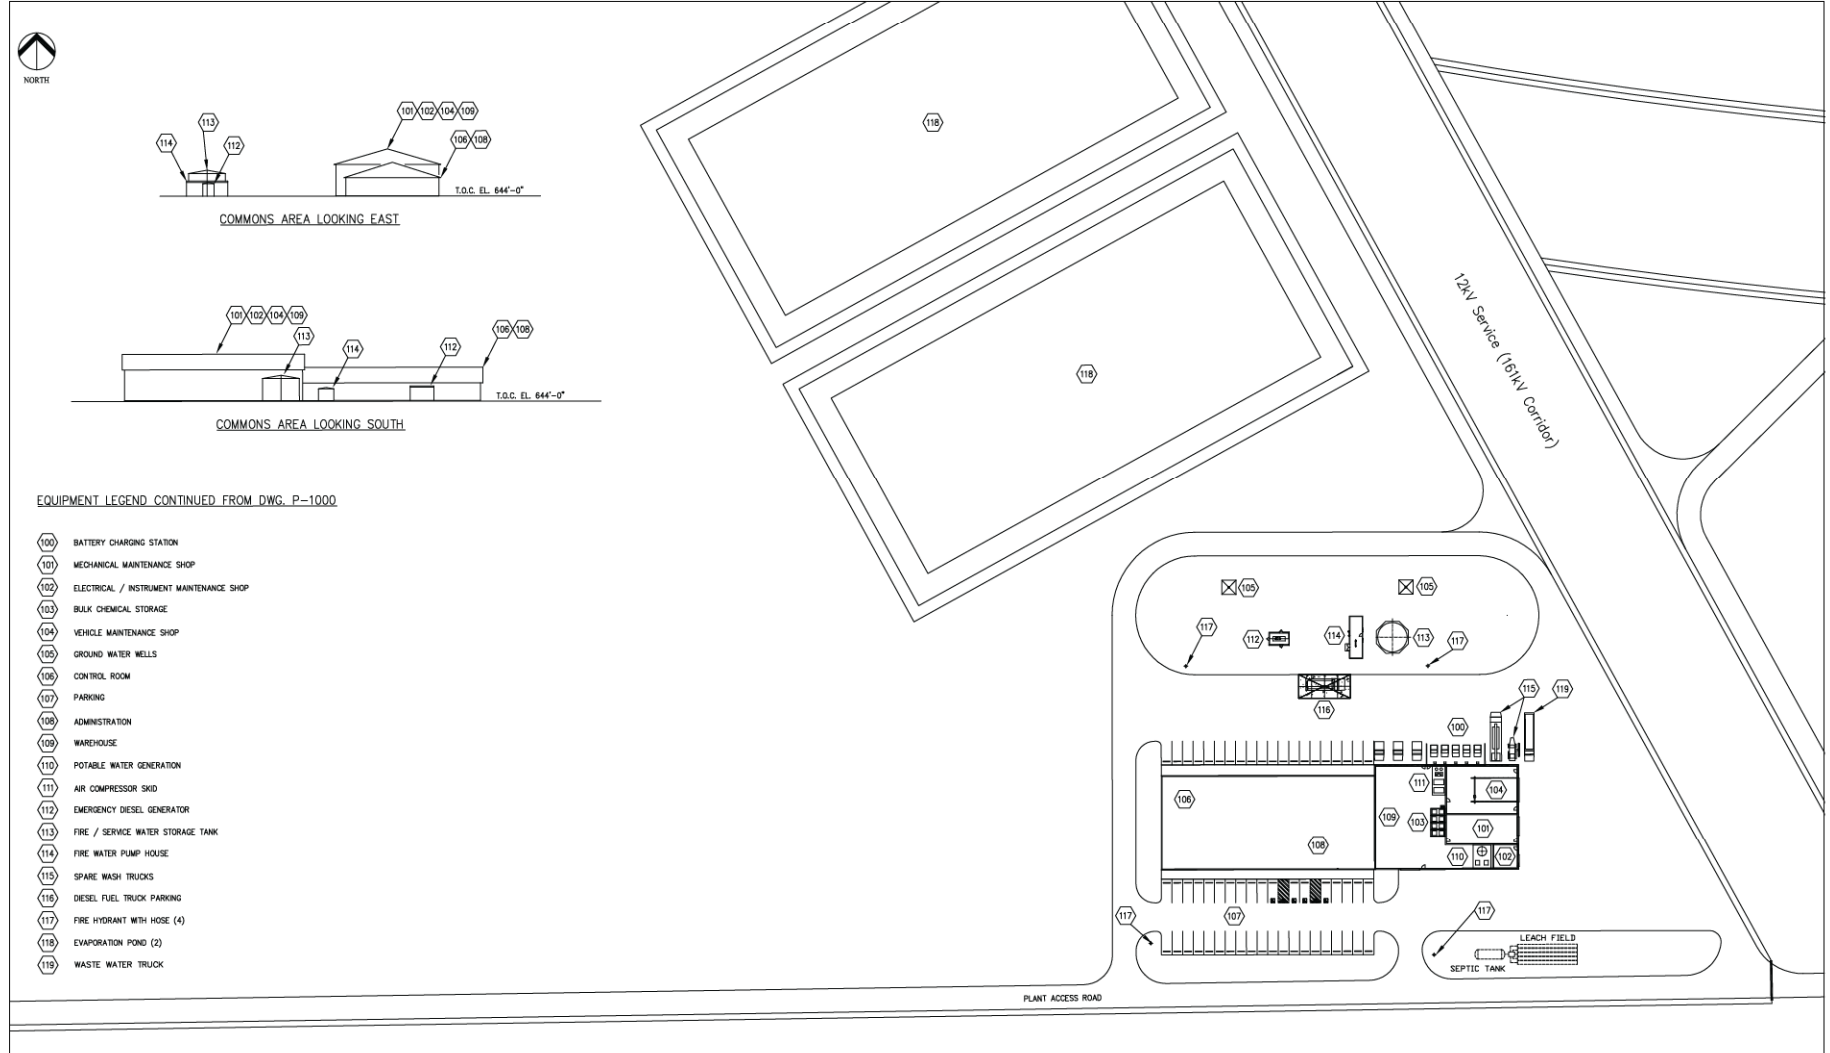 NORTH
113
114
112
101 102 104 109
106 108
T.O.C. EL. 644'-0"
COMMONS AREA LOOKING EAST
101 102 104 109
113
114
112
106 108
T.O.C. EL. 644'-0"
COMMONS AREA LOOKING SOUTH
EQUIPMENT LEGEND CONTINUED FROM DWG. P-1000
100 BATTERY CHARGING STATION
101 MECHANICAL MAINTENANCE SHOP
102 ELECTRICAL / INSTRUMENT MAINTENANCE SHOP
103 BULK CHEMICAL STORAGE
104 VEHICLE MAINTENANCE SHOP
105 GROUND WATER WELLS
106 CONTROL ROOM
107 PARKING
108 ADMINISTRATION
109 WAREHOUSE
110 POTABLE WATER GENERATION
111 AIR COMPRESSOR SKID
112 EMERGENCY DIESEL GENERATOR
113 FIRE / SERVICE WATER STORAGE TANK
114 FIRE WATER PUMP HOUSE
115 SPARE WASH TRUCKS
116 DIESEL FUEL TRUCK PARKING
117 FIRE HYDRANT WITH HOSE (4)
118 EVAPORATION POND (2)
119 WASTE WATER TRUCK
118
118
12kV Service (161kV Corridor)
105
105
117
112
114
113
117
116
115
119
100
106
111
104
109
103
101
108
110
102
117
107
117
LEACH FIELD
SEPTIC TANK
PLANT ACCESS ROAD